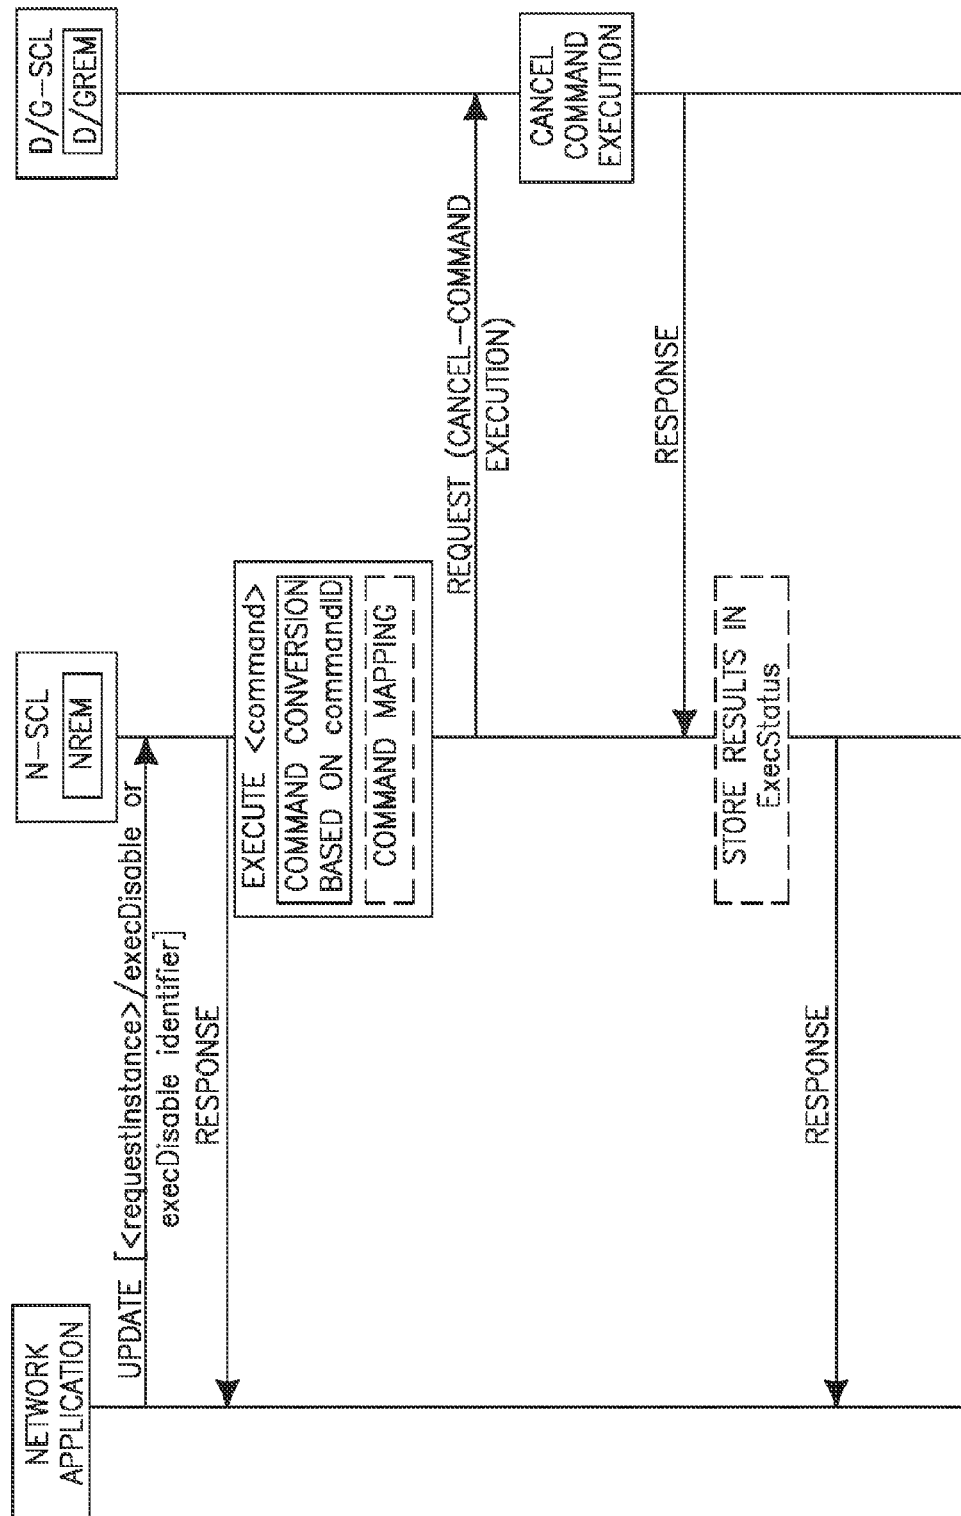 NETWORK
APPLICATION
N-SCL
NREM
D/G-SCL
D/GREM
UPDATE [<requestInstance>/execDisable or
execDisable identifier]
RESPONSE
EXECUTE <command>
COMMAND CONVERSION
BASED ON commandID
COMMAND MAPPING
REQUEST (CANCEL-COMMAND
EXECUTION)
CANCEL
COMMAND
EXECUTION
RESPONSE
STORE RESULTS IN
ExecStatus
RESPONSE